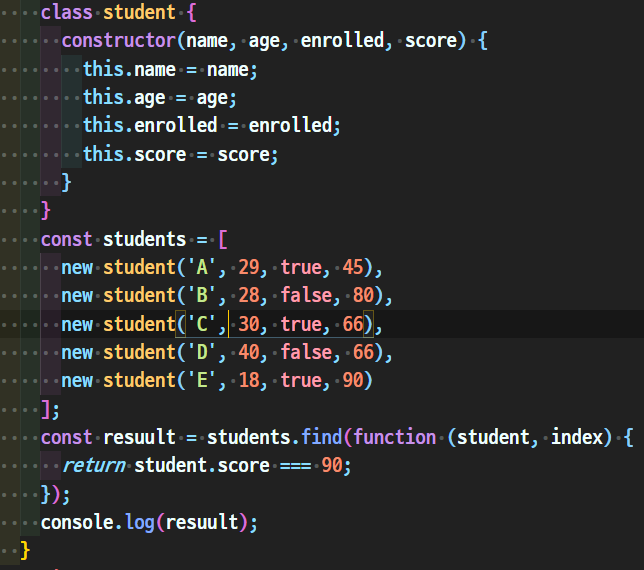 class student {
constructor(name, age, enrolled, score) {
this.name = name;
this.age = age;
this.enrolled = enrolled;
this.score = score;
}
}
const students = [
new student('A', 29, true, 45),
new student('B', 28, false, 80),
new student('C', 30, true, 66),
new student('D', 40, false, 66),
new student('E', 18, true, 90)
];
const resuult = students.find(function (student, index) {
return student.score === 90;
});
console.log(resuult);
}